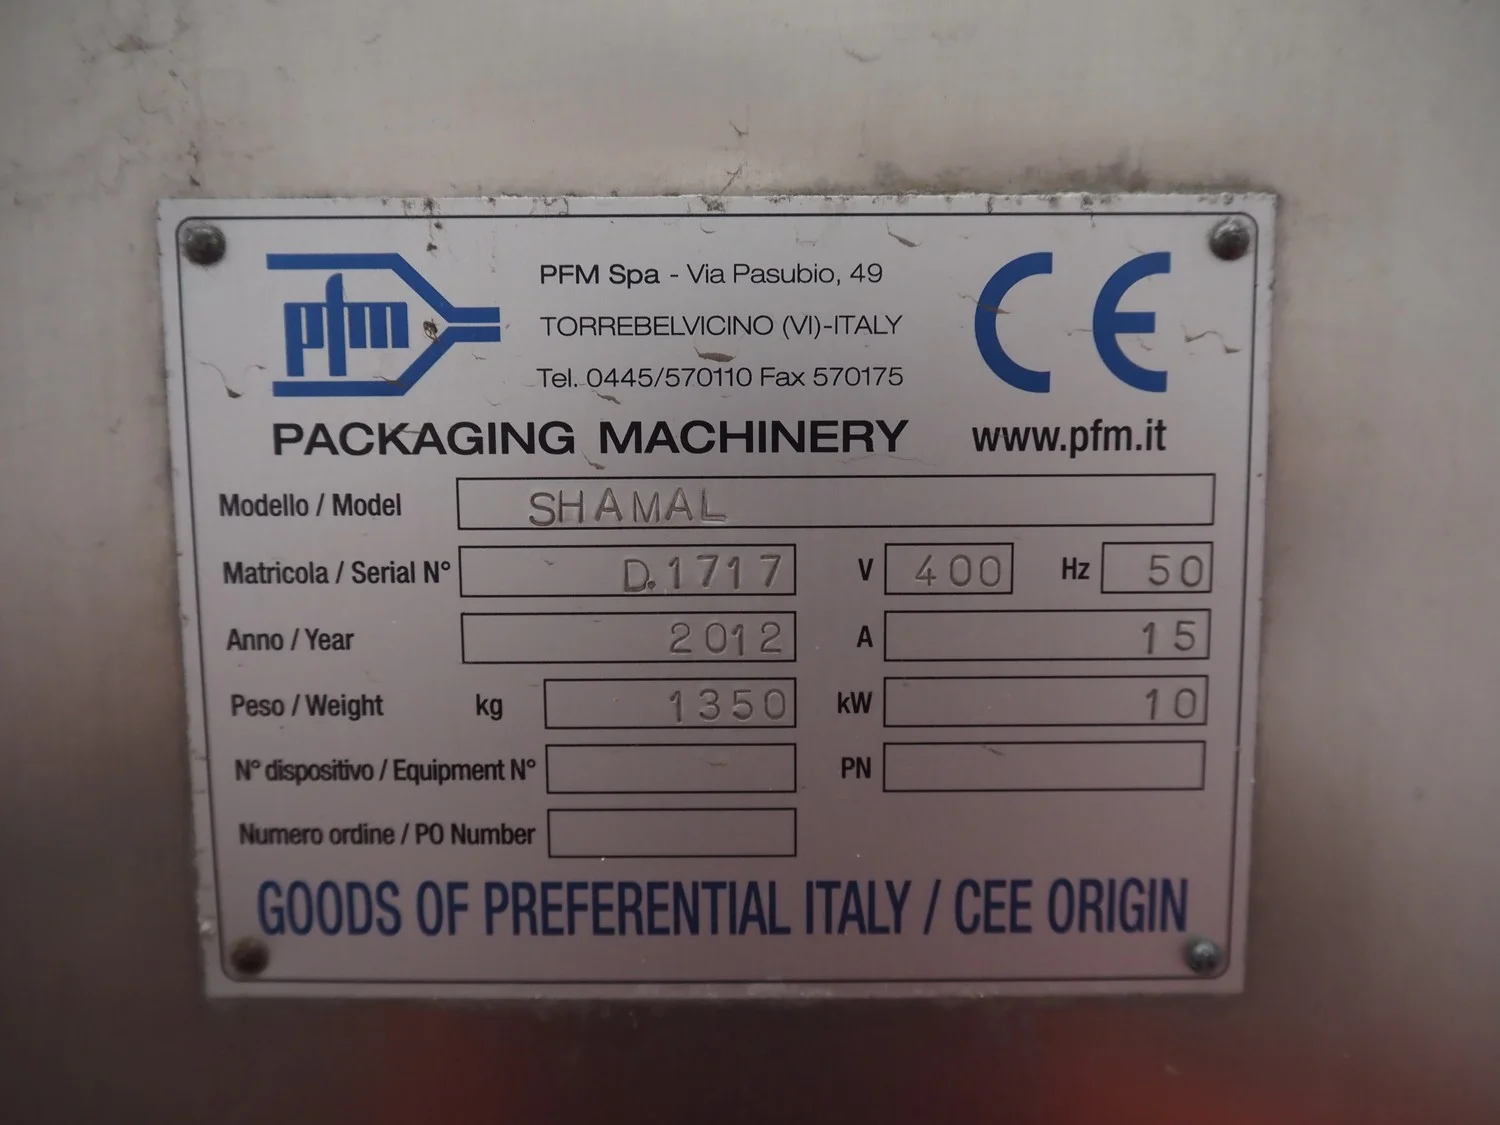 pfm
PFM Spa - Via Pasubio, 49
TORREBELVICINO (VI)-ITALY
Tel. 0445/570110 Fax 570175
CE
PACKAGING MACHINERY www.pfm.it
Modello / Model SHAMAL
Matricola / Serial N° D.1717 V 400 Hz 50
Anno / Year 2012 A 15
Peso / Weight kg 1350 kW 10
N° dispositivo / Equipment N° PN
Numero ordine / PO Number
GOODS OF PREFERENTIAL ITALY / CEE ORIGIN